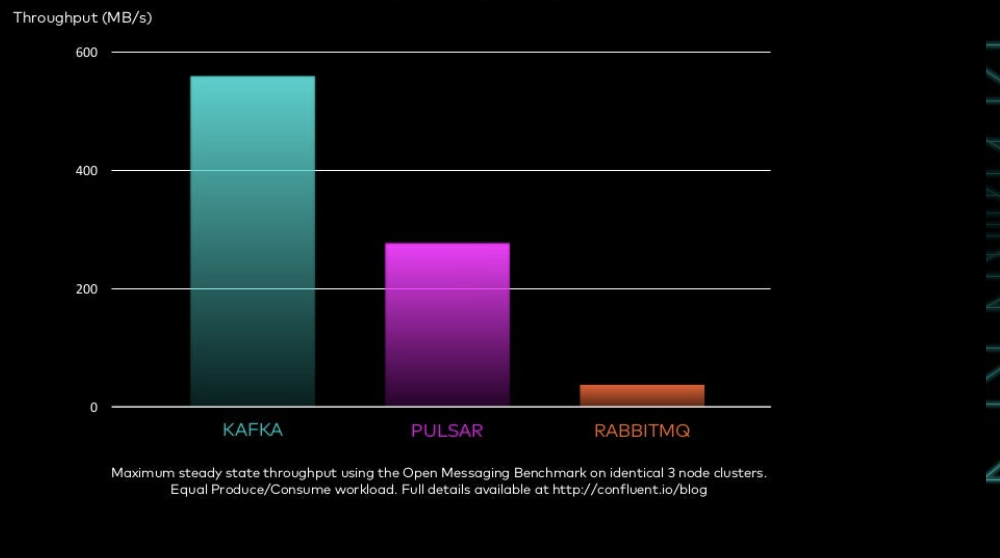 Throughput (MB/s)
600
400
200
0
KAFKA PULSAR RABBITMQ
Maximum steady state throughput using the Open Messaging Benchmark on identical 3 node clusters.
Equal Produce/Consume workload. Full details available at http://confluent.io/blog